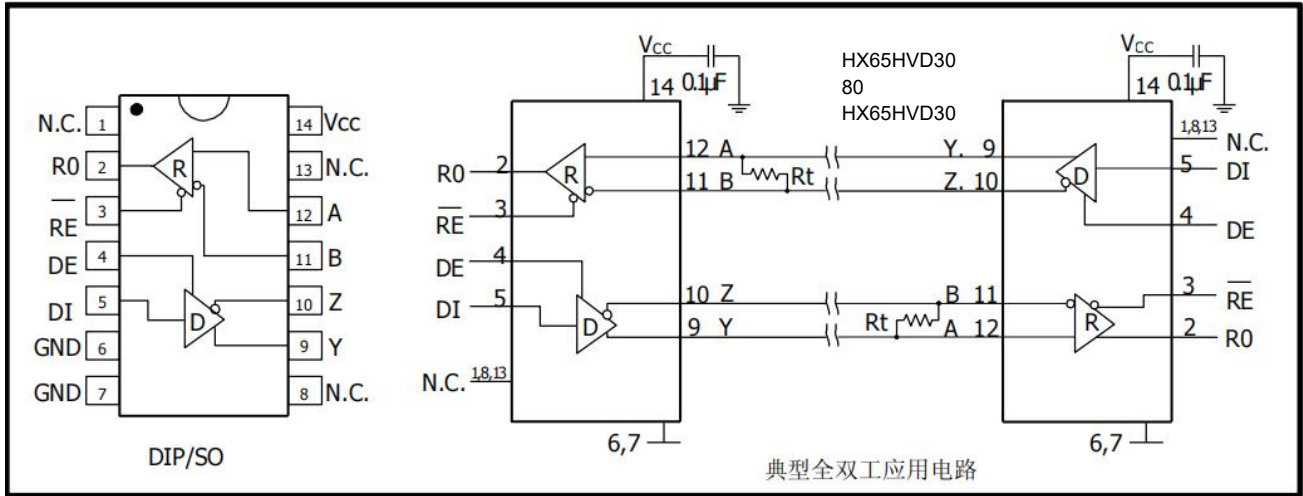 N.C. 1
R0 2
RE 3
DE 4
DI 5
GND 6
GND 7
14 Vcc
13 N.C.
12 A
11 B
10 Z
9 Y
8 N.C.
R
D
DIP/SO
VCC
14 0.1µF
R0 2
RE 3
DE 4
DI 5
N.C. 1,8,13
R
D
12 A
11 B
Rt
10 Z
9 Y
6,7
HX65HVD30
80
HX65HVD30
VCC
14 0.1µF
Y. 9
Z. 10
B 11
Rt
A 12
D
R
1,8,13 N.C.
5 DI
4 DE
3 RE
2 R0
6,7
典型全双工应用电路